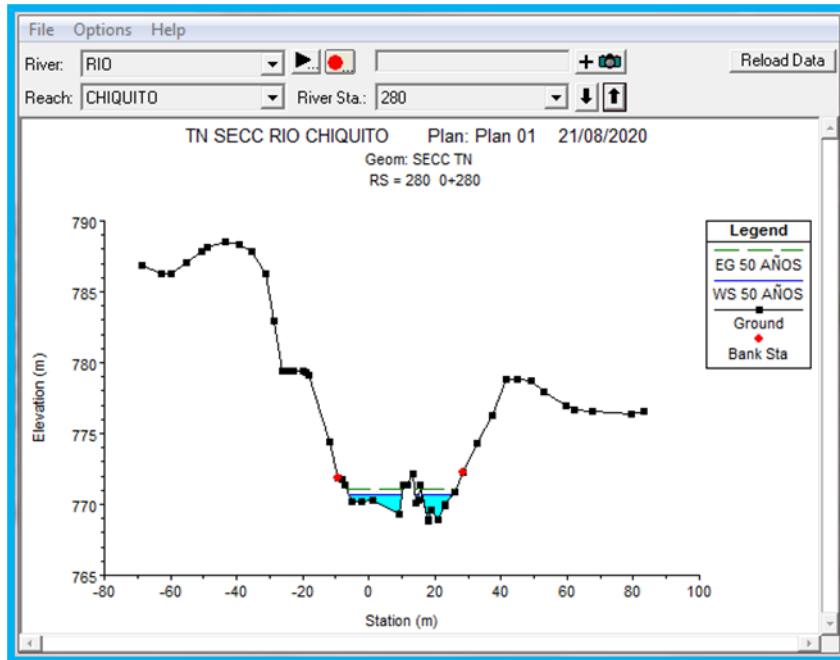 File Options Help
River: RIO ... ... + Reload Data
Reach: CHIQUITO River Sta.: 280
TN SECC RIO CHIQUITO Plan: Plan 01 21/08/2020
Geom: SECC TN
RS = 280 0+280
Legend
EG 50 AÑOS
WS 50 AÑOS
Ground
Bank Sta
Elevation (m)
790
785
780
775
770
765
-80 -60 -40 -20 0 20 40 60 80 100
Station (m)